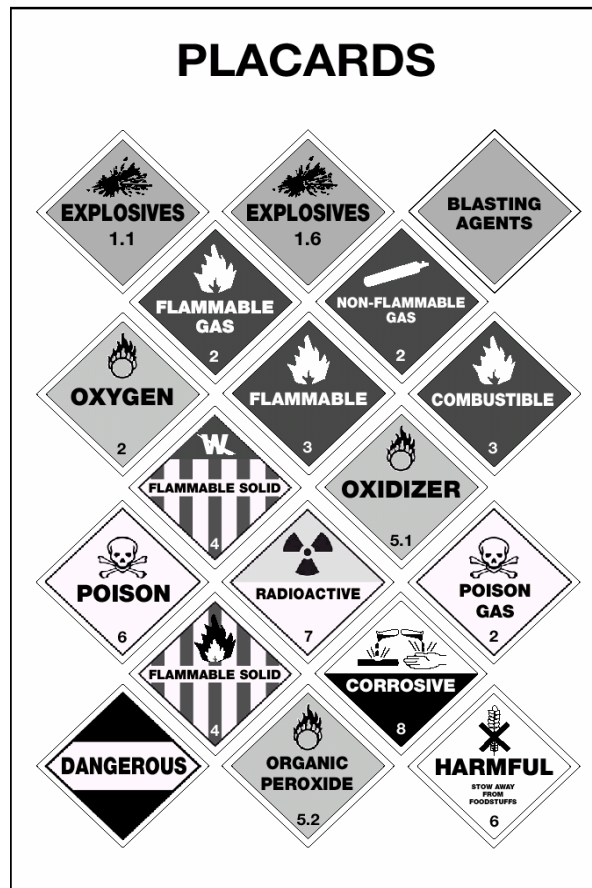 PLACARDS
EXPLOSIVES
1.1
EXPLOSIVES
1.6
BLASTING
AGENTS
FLAMMABLE
GAS
2
NON-FLAMMABLE
GAS
2
OXYGEN
2
FLAMMABLE
3
COMBUSTIBLE
3
W
FLAMMABLE SOLID
4
OXIDIZER
5.1
POISON
6
RADIOACTIVE
7
POISON
GAS
2
FLAMMABLE SOLID
4
CORROSIVE
8
DANGEROUS
ORGANIC
PEROXIDE
5.2
HARMFUL
STOW AWAY
FROM
FOODSTUFFS
6